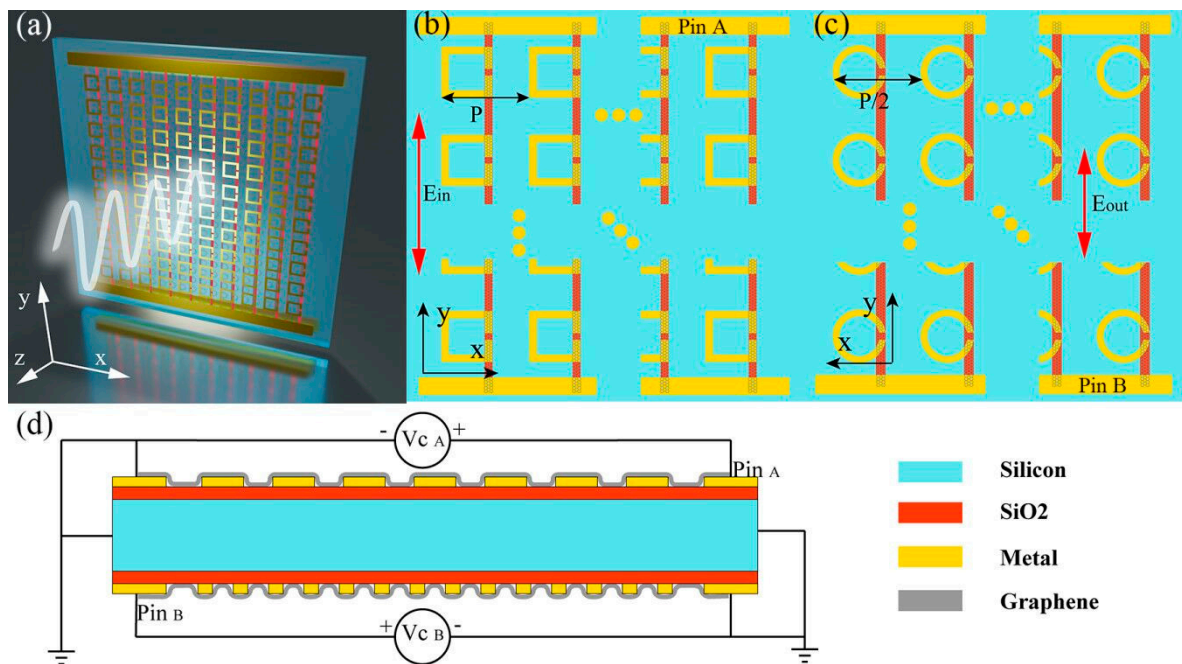 (a)
y
z
x
(b)
Pin A
P
Ein
y
x
(c)
P/2
Eout
y
x
Pin B
(d)
- Vc A +
Pin A
Pin B
+ Vc B -
Silicon
SiO2
Metal
Graphene